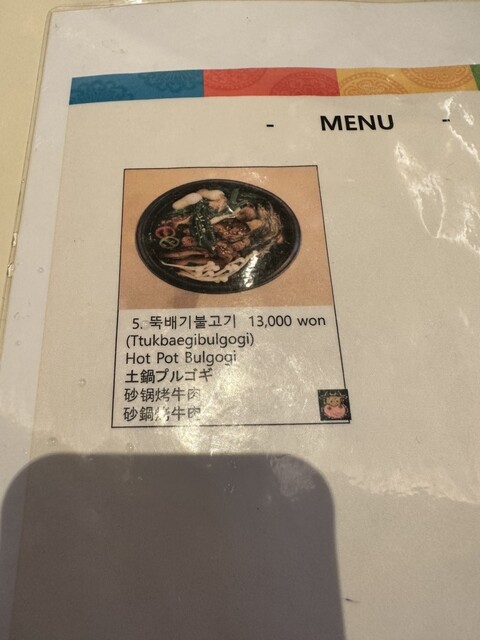 - MENU -
5. 뚝배기불고기 13,000 won
(Ttukbaegibulgogi)
Hot Pot Bulgogi
土鍋プルゴギ
砂锅烤牛肉
砂鍋烤牛肉